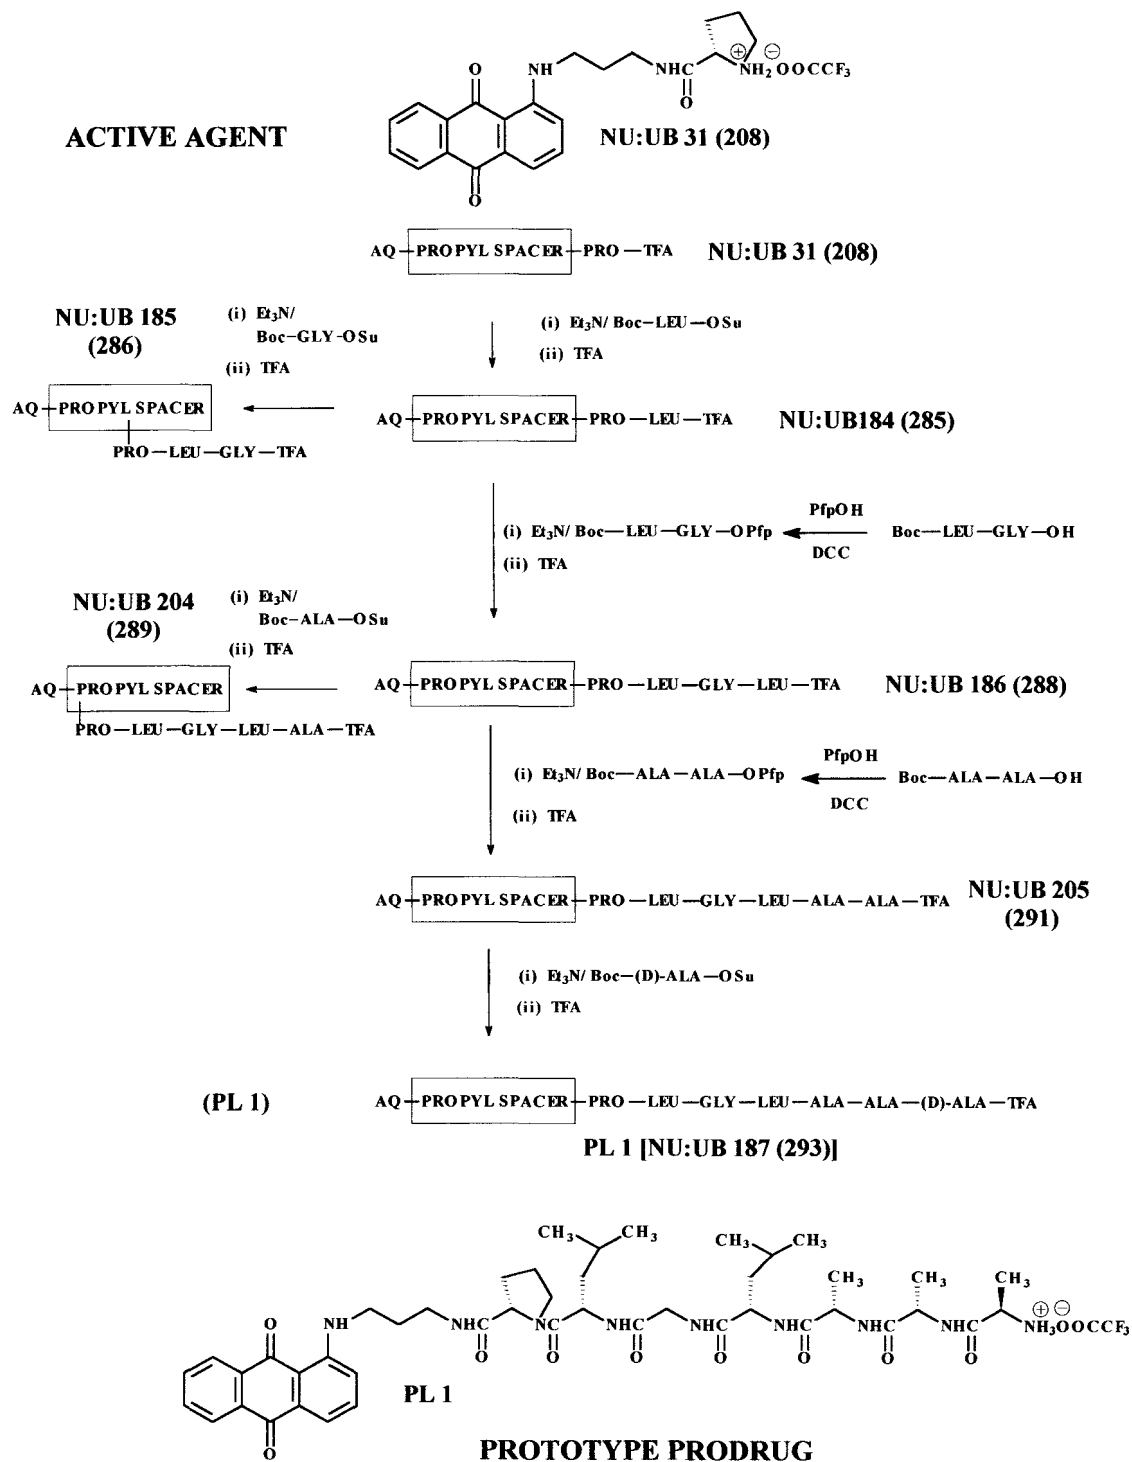 O
NH
NHC
O
NH₂ OOCCF₃
⊕ ⊖
O
ACTIVE AGENT
NU:UB 31 (208)
AQ—PROPYL SPACER—PRO—TFA
NU:UB 31 (208)
NU:UB 185
(286)
(i) Et₃N/
Boc—GLY—OSu
(ii) TFA
(i) Et₃N/ Boc—LEU—OSu
(ii) TFA
AQ—PROPYL SPACER
PRO—LEU—GLY—TFA
AQ—PROPYL SPACER—PRO—LEU—TFA
NU:UB184 (285)
(i) Et₃N/ Boc—LEU—GLY—OPfp
(ii) TFA
PfpOH
DCC
Boc—LEU—GLY—OH
NU:UB 204
(289)
(i) Et₃N/
Boc—ALA—OSu
(ii) TFA
AQ—PROPYL SPACER
PRO—LEU—GLY—LEU—ALA—TFA
AQ—PROPYL SPACER—PRO—LEU—GLY—LEU—TFA
NU:UB 186 (288)
(i) Et₃N/ Boc—ALA—ALA—OPfp
(ii) TFA
PfpOH
DCC
Boc—ALA—ALA—OH
AQ—PROPYL SPACER—PRO—LEU—GLY—LEU—ALA—ALA—TFA
NU:UB 205
(291)
(i) Et₃N/ Boc—(D)-ALA—OSu
(ii) TFA
(PL 1)
AQ—PROPYL SPACER—PRO—LEU—GLY—LEU—ALA—ALA—(D)-ALA—TFA
PL 1 [NU:UB 187 (293)]
CH₃ CH₃ CH₃ CH₃
CH₃ CH₃ CH₃
⊕ ⊖
O NH NHC NC NHC NHC NHC NHC NHC NH₃OOCCF₃
O O O O O O O
O
PL 1
PROTOTYPE PRODRUG